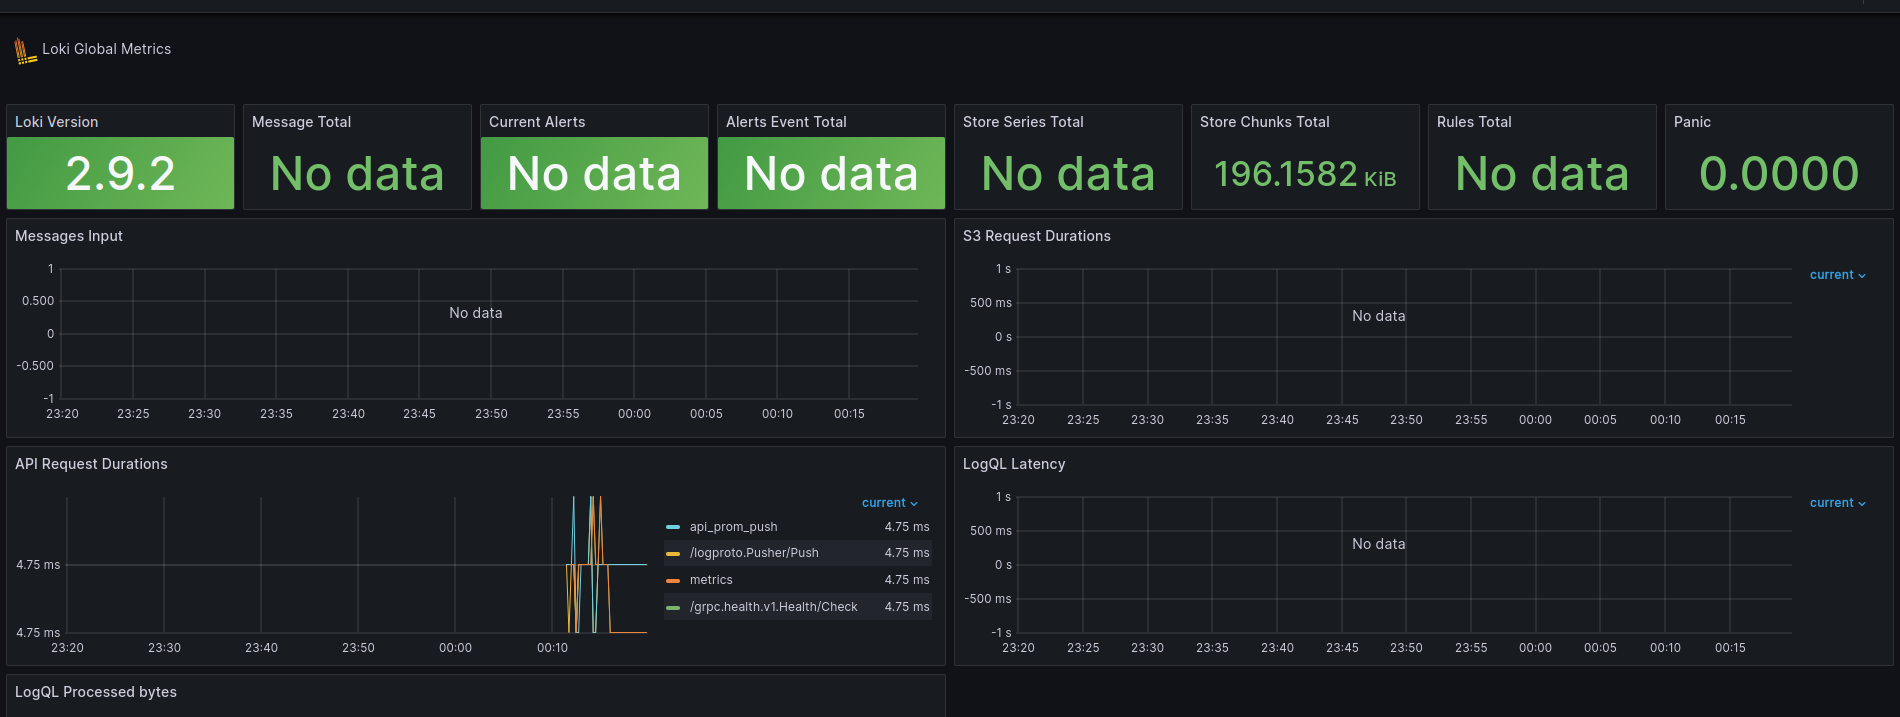 Loki Global Metrics
Loki Version
2.9.2
Message Total
No data
Current Alerts
No data
Alerts Event Total
No data
Store Series Total
No data
Store Chunks Total
196.1582 KiB
Rules Total
No data
Panic
0.0000
Messages Input
1
0.500
0
-0.500
-1
No data
23:20 23:25 23:30 23:35 23:40 23:45 23:50 23:55 00:00 00:05 00:10 00:15
S3 Request Durations
1 s
500 ms
0 s
-500 ms
-1 s
No data
current
23:20 23:25 23:30 23:35 23:40 23:45 23:50 23:55 00:00 00:05 00:10 00:15
API Request Durations
4.75 ms
4.75 ms
23:20 23:30 23:40 23:50 00:00 00:10
current
api_prom_push 4.75 ms
/logproto.Pusher/Push 4.75 ms
metrics 4.75 ms
/grpc.health.v1.Health/Check 4.75 ms
LogQL Latency
1 s
500 ms
0 s
-500 ms
-1 s
No data
current
23:20 23:25 23:30 23:35 23:40 23:45 23:50 23:55 00:00 00:05 00:10 00:15
LogQL Processed bytes